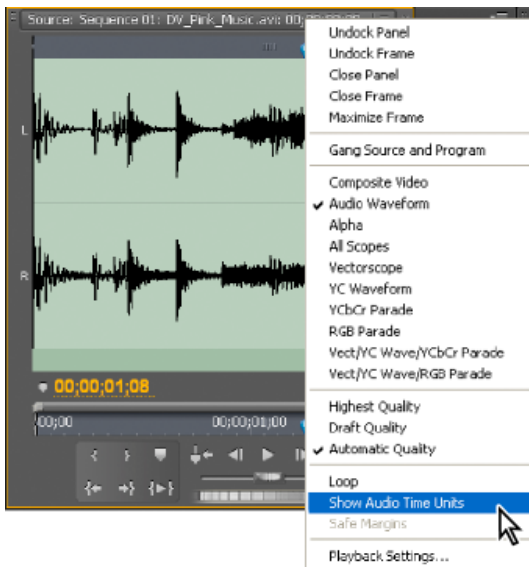 Source: Sequence 01: DV_Pink_Music.avi: 00;00;00;00
L
R
00;00;01;08
00;00
00;00;01;00
Undock Panel
Undock Frame
Close Panel
Close Frame
Maximize Frame
Gang Source and Program
Composite Video
Audio Waveform
Alpha
All Scopes
Vectorscope
YC Waveform
YCbCr Parade
RGB Parade
Vect/YC Wave/YCbCr Parade
Vect/YC Wave/RGB Parade
Highest Quality
Draft Quality
Automatic Quality
Loop
Show Audio Time Units
Safe Margins
Playback Settings...